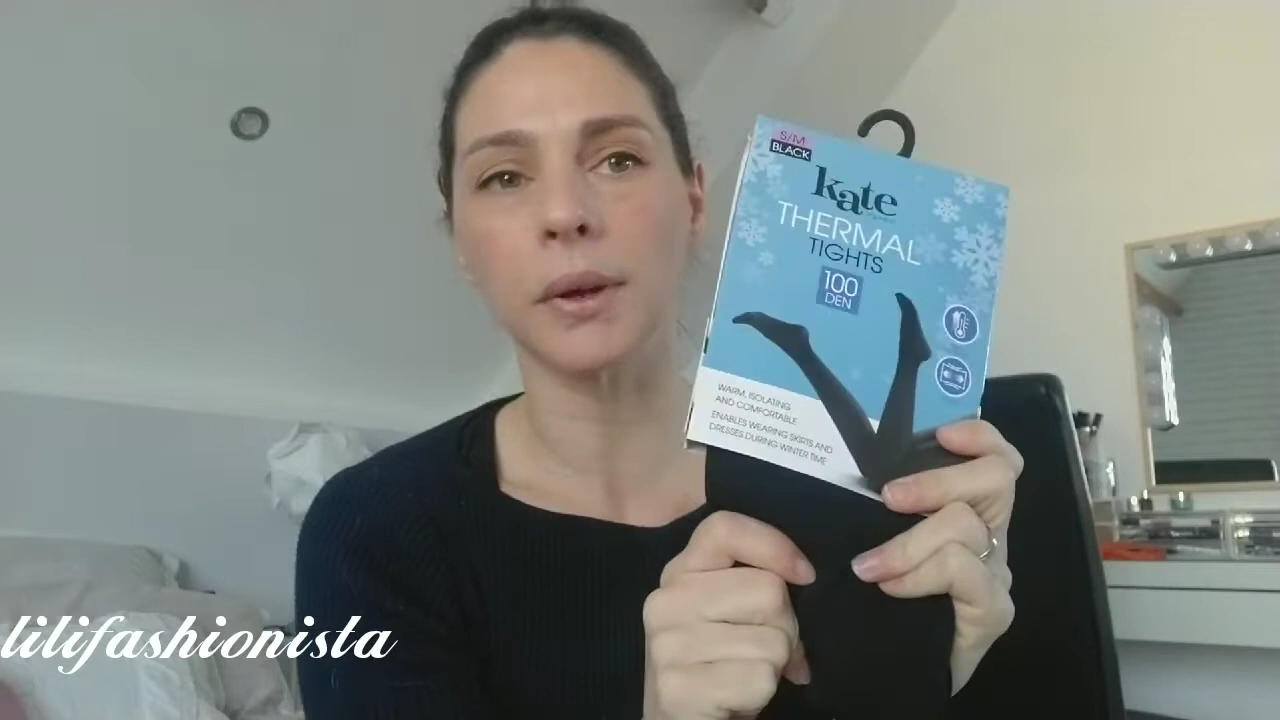 S/M
BLACK
kate
THERMAL
TIGHTS
100
DEN
WARM, ISOLATING
AND COMFORTABLE
ENABLES WEARING SKIRTS AND
DRESSES DURING WINTER TIME
lilifashionista